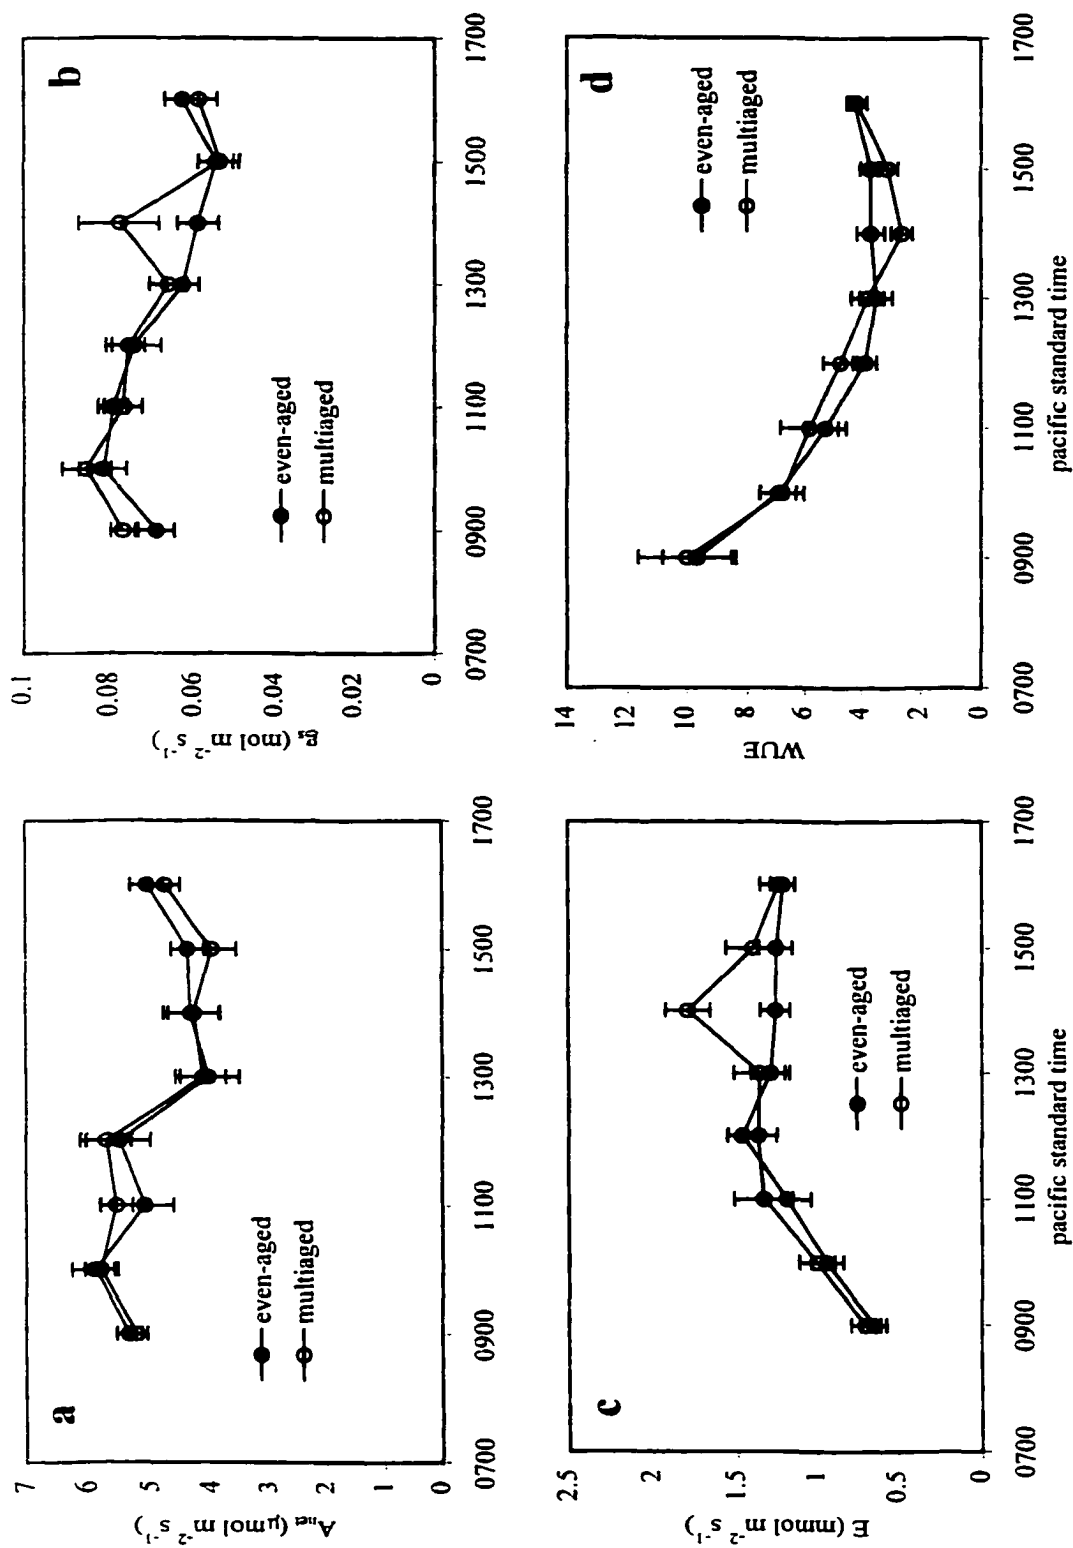 a
A_net (μmol m⁻² s⁻¹)
7
6
5
4
3
2
1
0
0700 0900 1100 1300 1500 1700
even-aged
multiaged
b
g_s (mol m⁻² s⁻¹)
0.1
0.08
0.06
0.04
0.02
0
0700 0900 1100 1300 1500 1700
even-aged
multiaged
c
E (mmol m⁻² s⁻¹)
2.5
2
1.5
1
0.5
0
0700 0900 1100 1300 1500 1700
pacific standard time
even-aged
multiaged
d
WUE
14
12
10
8
6
4
2
0
0700 0900 1100 1300 1500 1700
pacific standard time
even-aged
multiaged